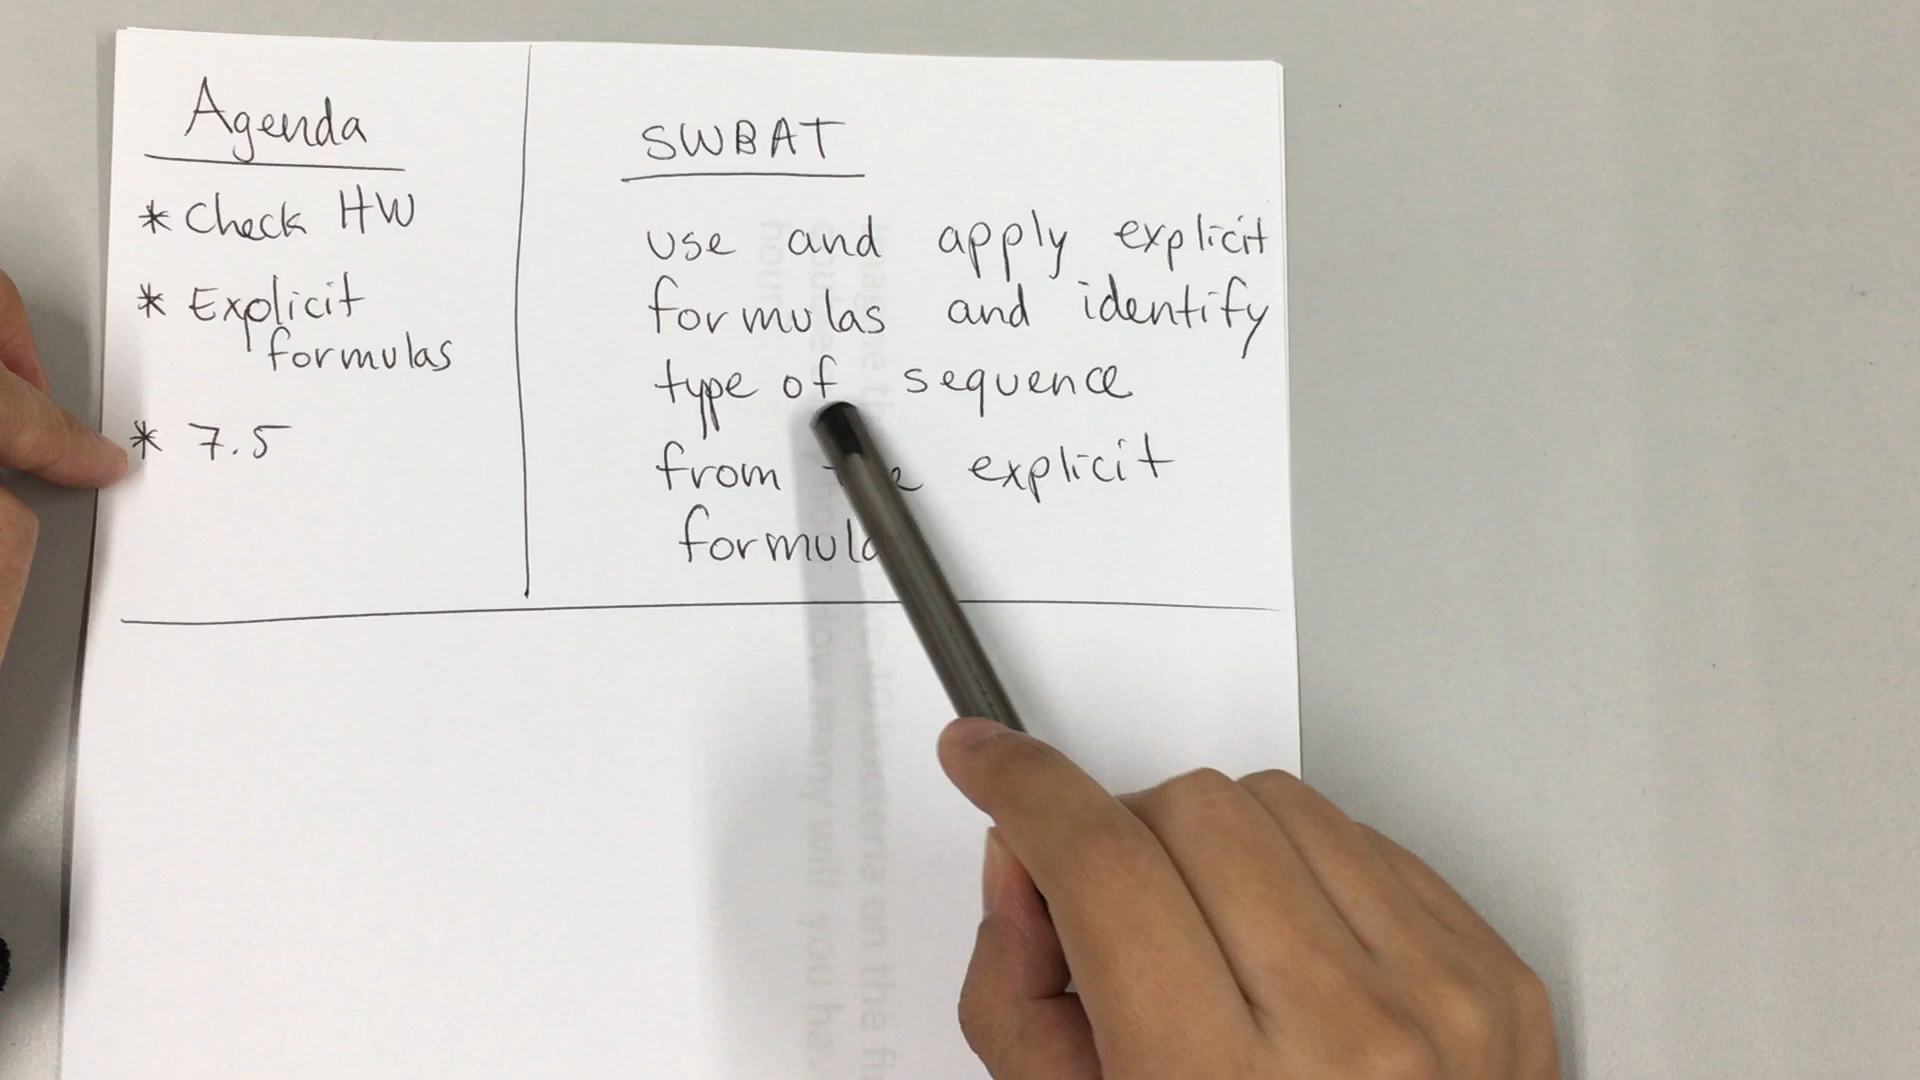 Agenda
* Check HW
* Explicit
formulas
* 7.5
SWBAT
use and apply explicit
formulas and identify
type of sequence
from explicit
formula